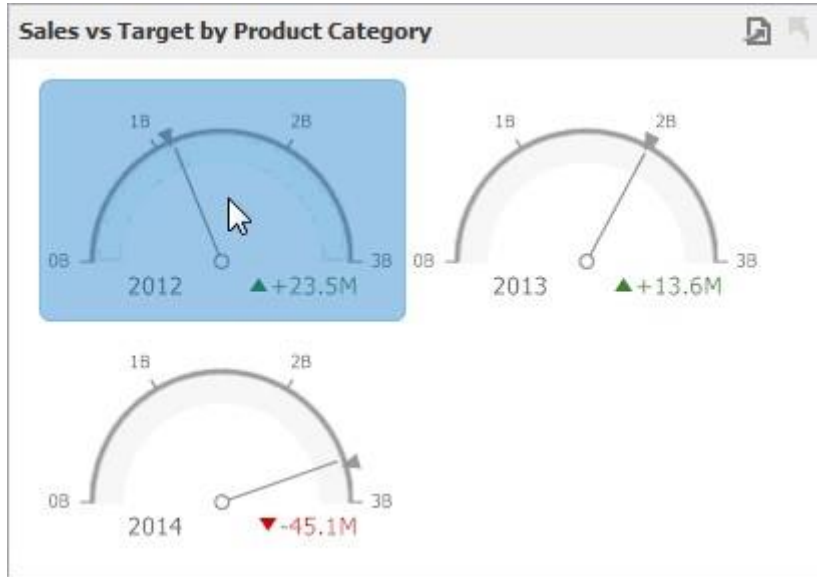 Sales vs Target by Product Category
1B 2B
0B 3B
2012 ▲+23.5M
1B 2B
0B 3B
2013 ▲+13.6M
1B 2B
0B 3B
2014 ▼-45.1M